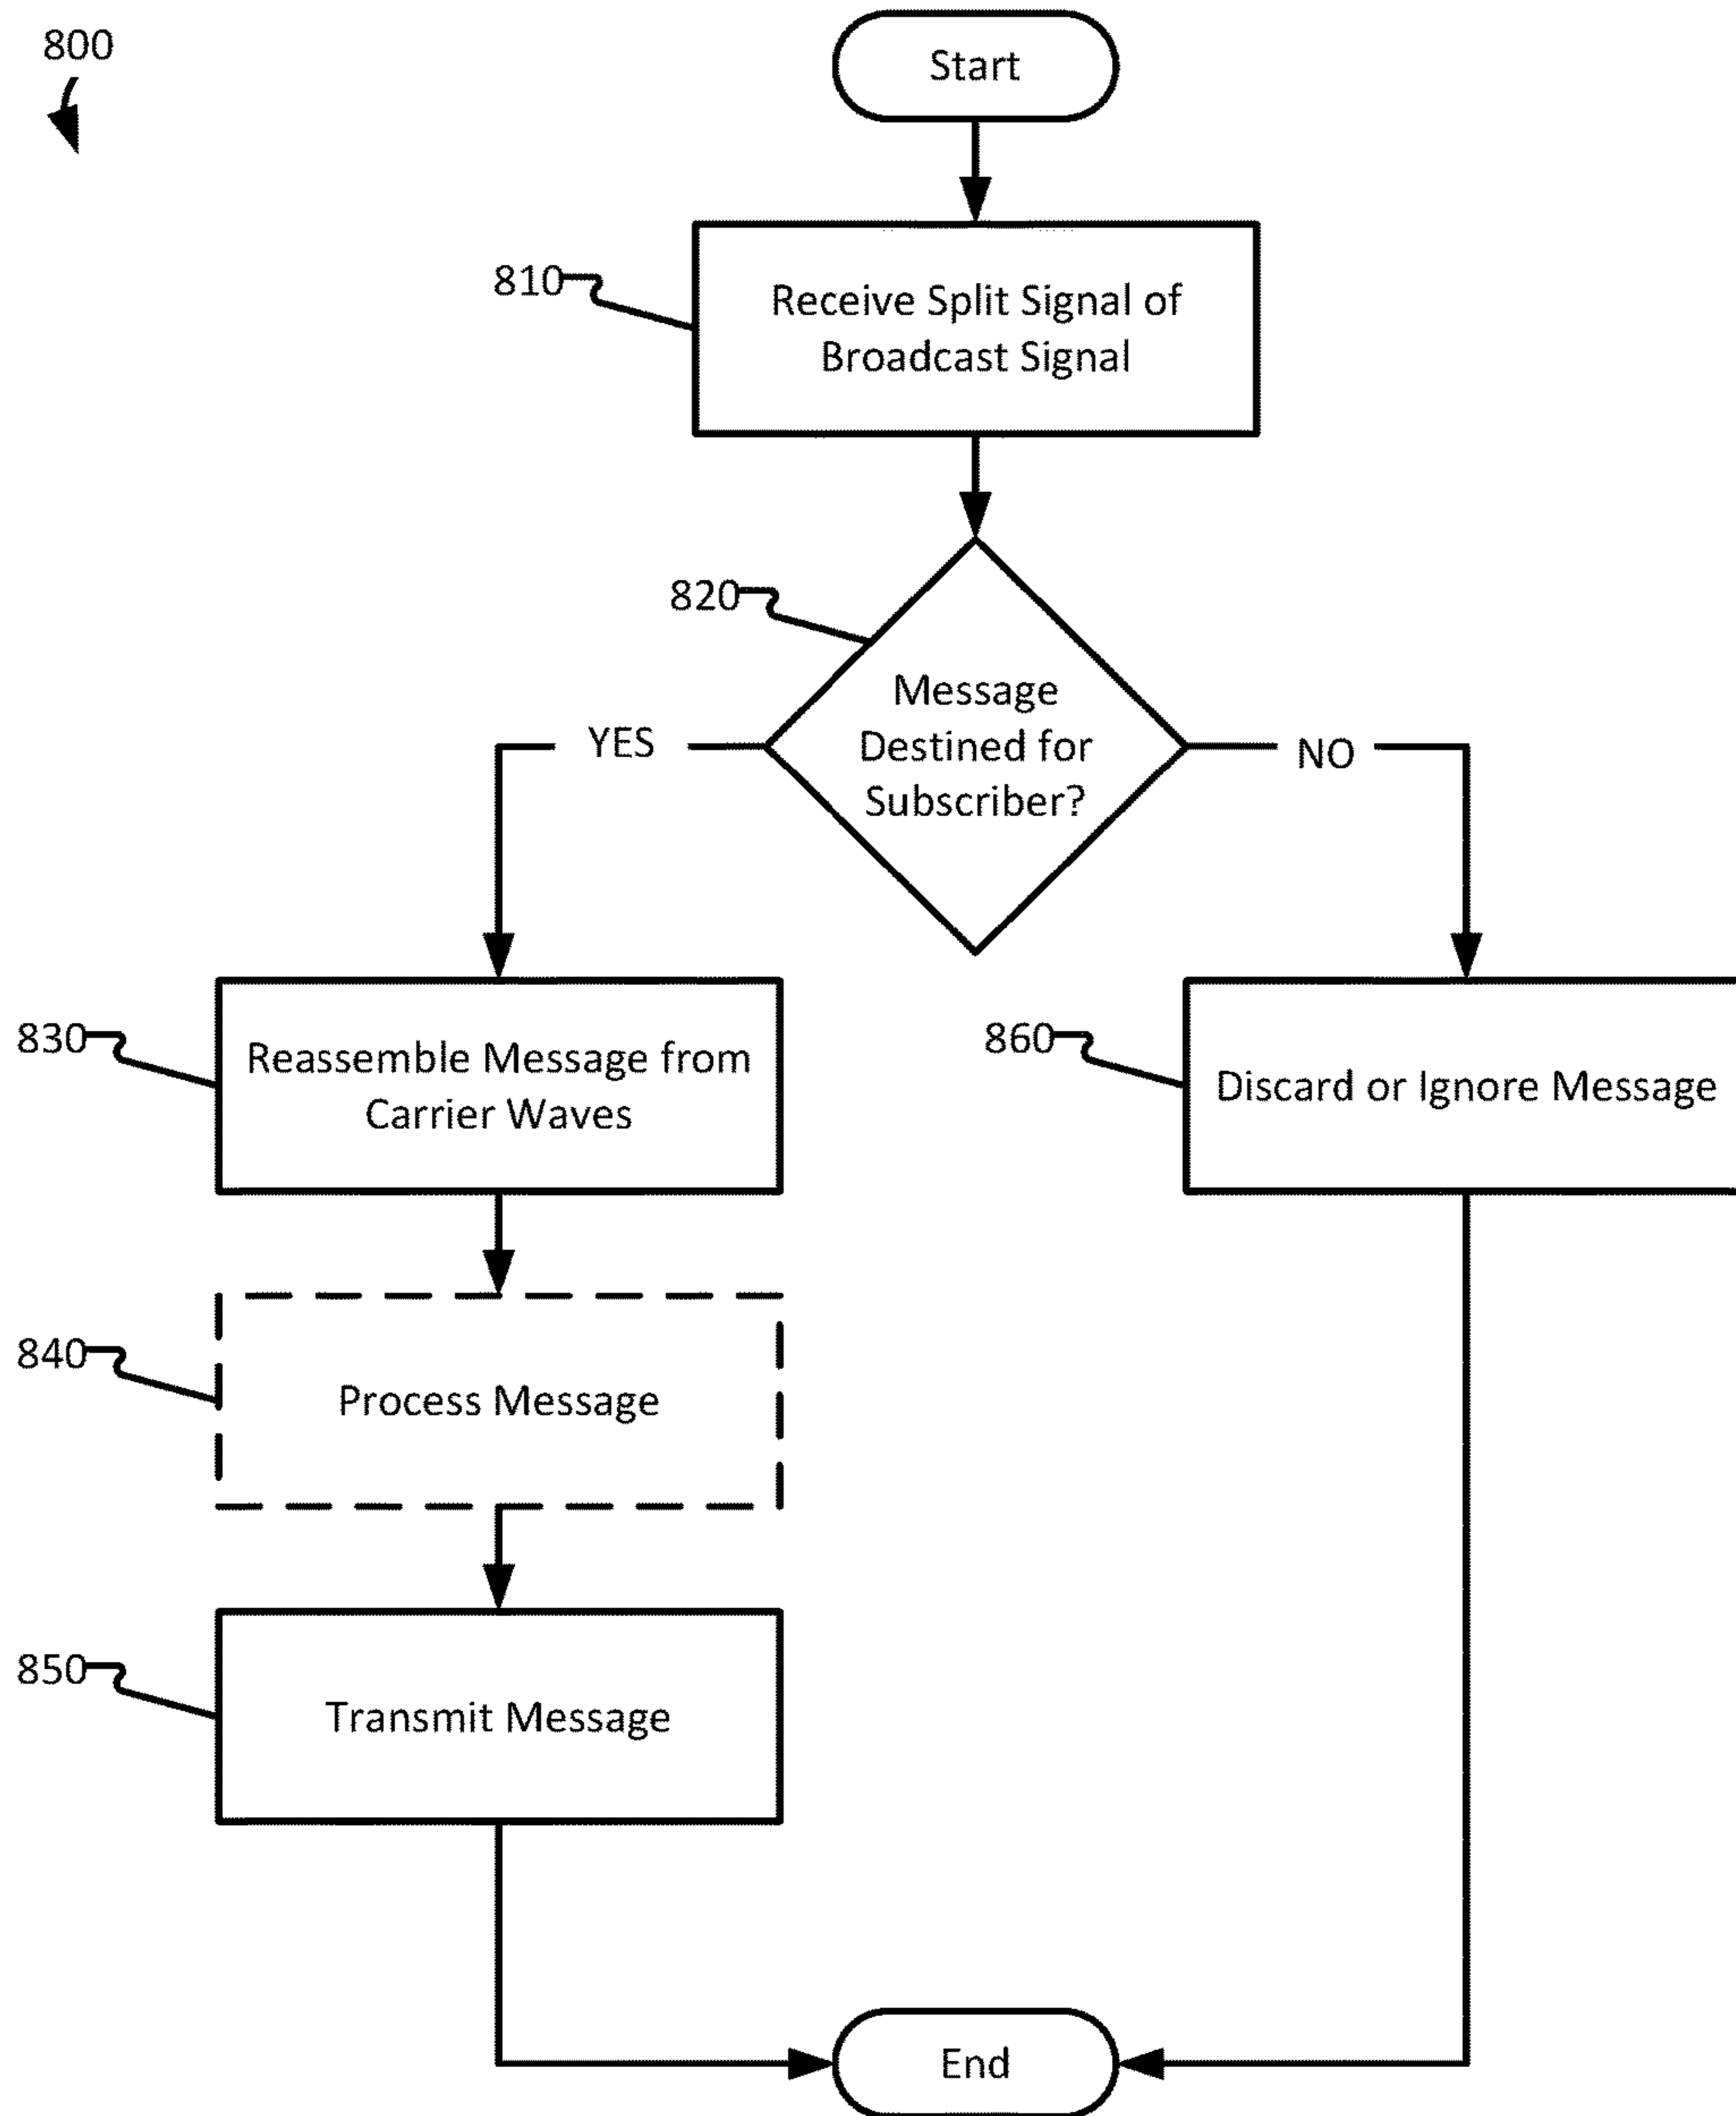 800
Start
810
Receive Split Signal of
Broadcast Signal
820
Message
Destined for
Subscriber?
YES
NO
830
Reassemble Message from
Carrier Waves
860
Discard or Ignore Message
840
Process Message
850
Transmit Message
End